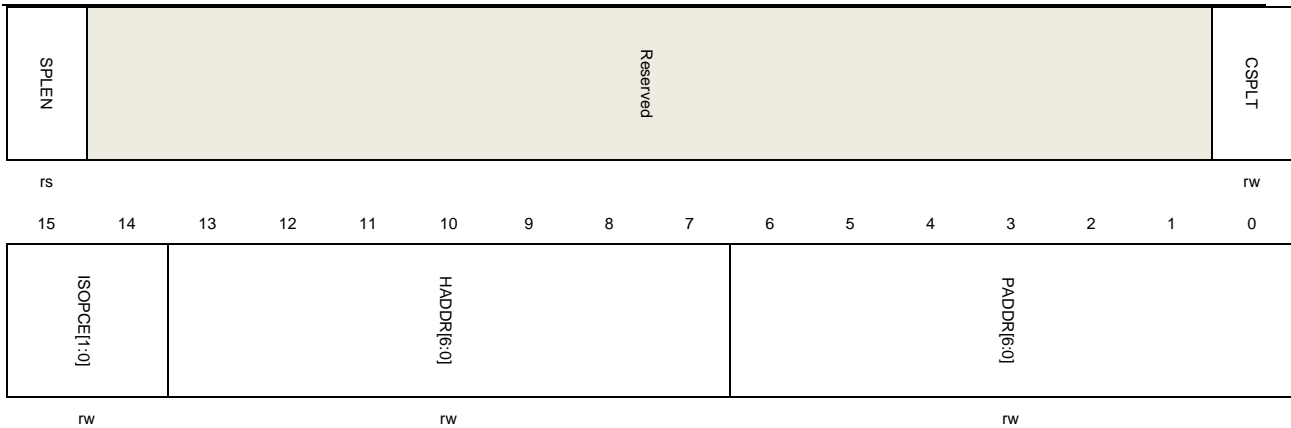 SPLEN Reserved CSPLT
rs rw
15 14 13 12 11 10 9 8 7 6 5 4 3 2 1 0
ISOPCE[1:0] HADDR[6:0] PADDR[6:0]
rw rw rw